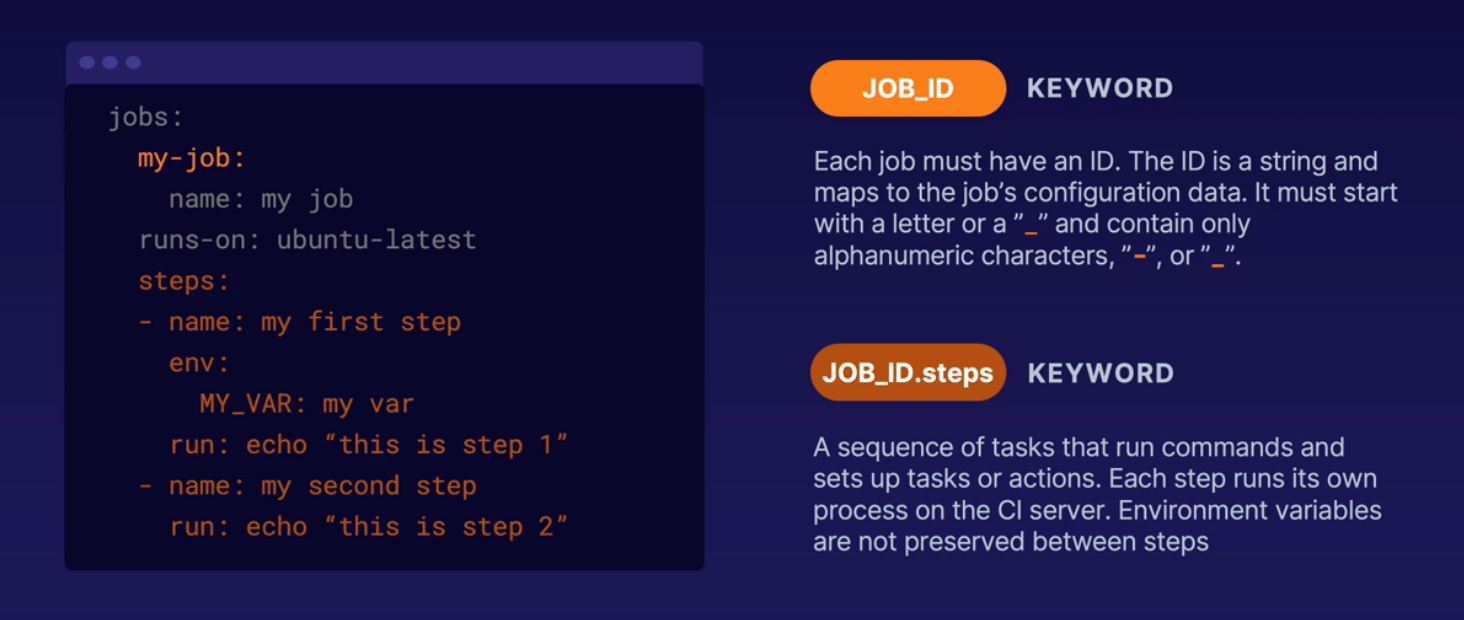 jobs:
my-job:
name: my job
runs-on: ubuntu-latest
steps:
- name: my first step
env:
MY_VAR: my var
run: echo “this is step 1”
- name: my second step
run: echo “this is step 2”
JOB_ID KEYWORD
Each job must have an ID. The ID is a string and
maps to the job’s configuration data. It must start
with a letter or a ”_” and contain only
alphanumeric characters, ”-”, or ”_”.
JOB_ID.steps KEYWORD
A sequence of tasks that run commands and
sets up tasks or actions. Each step runs its own
process on the CI server. Environment variables
are not preserved between steps